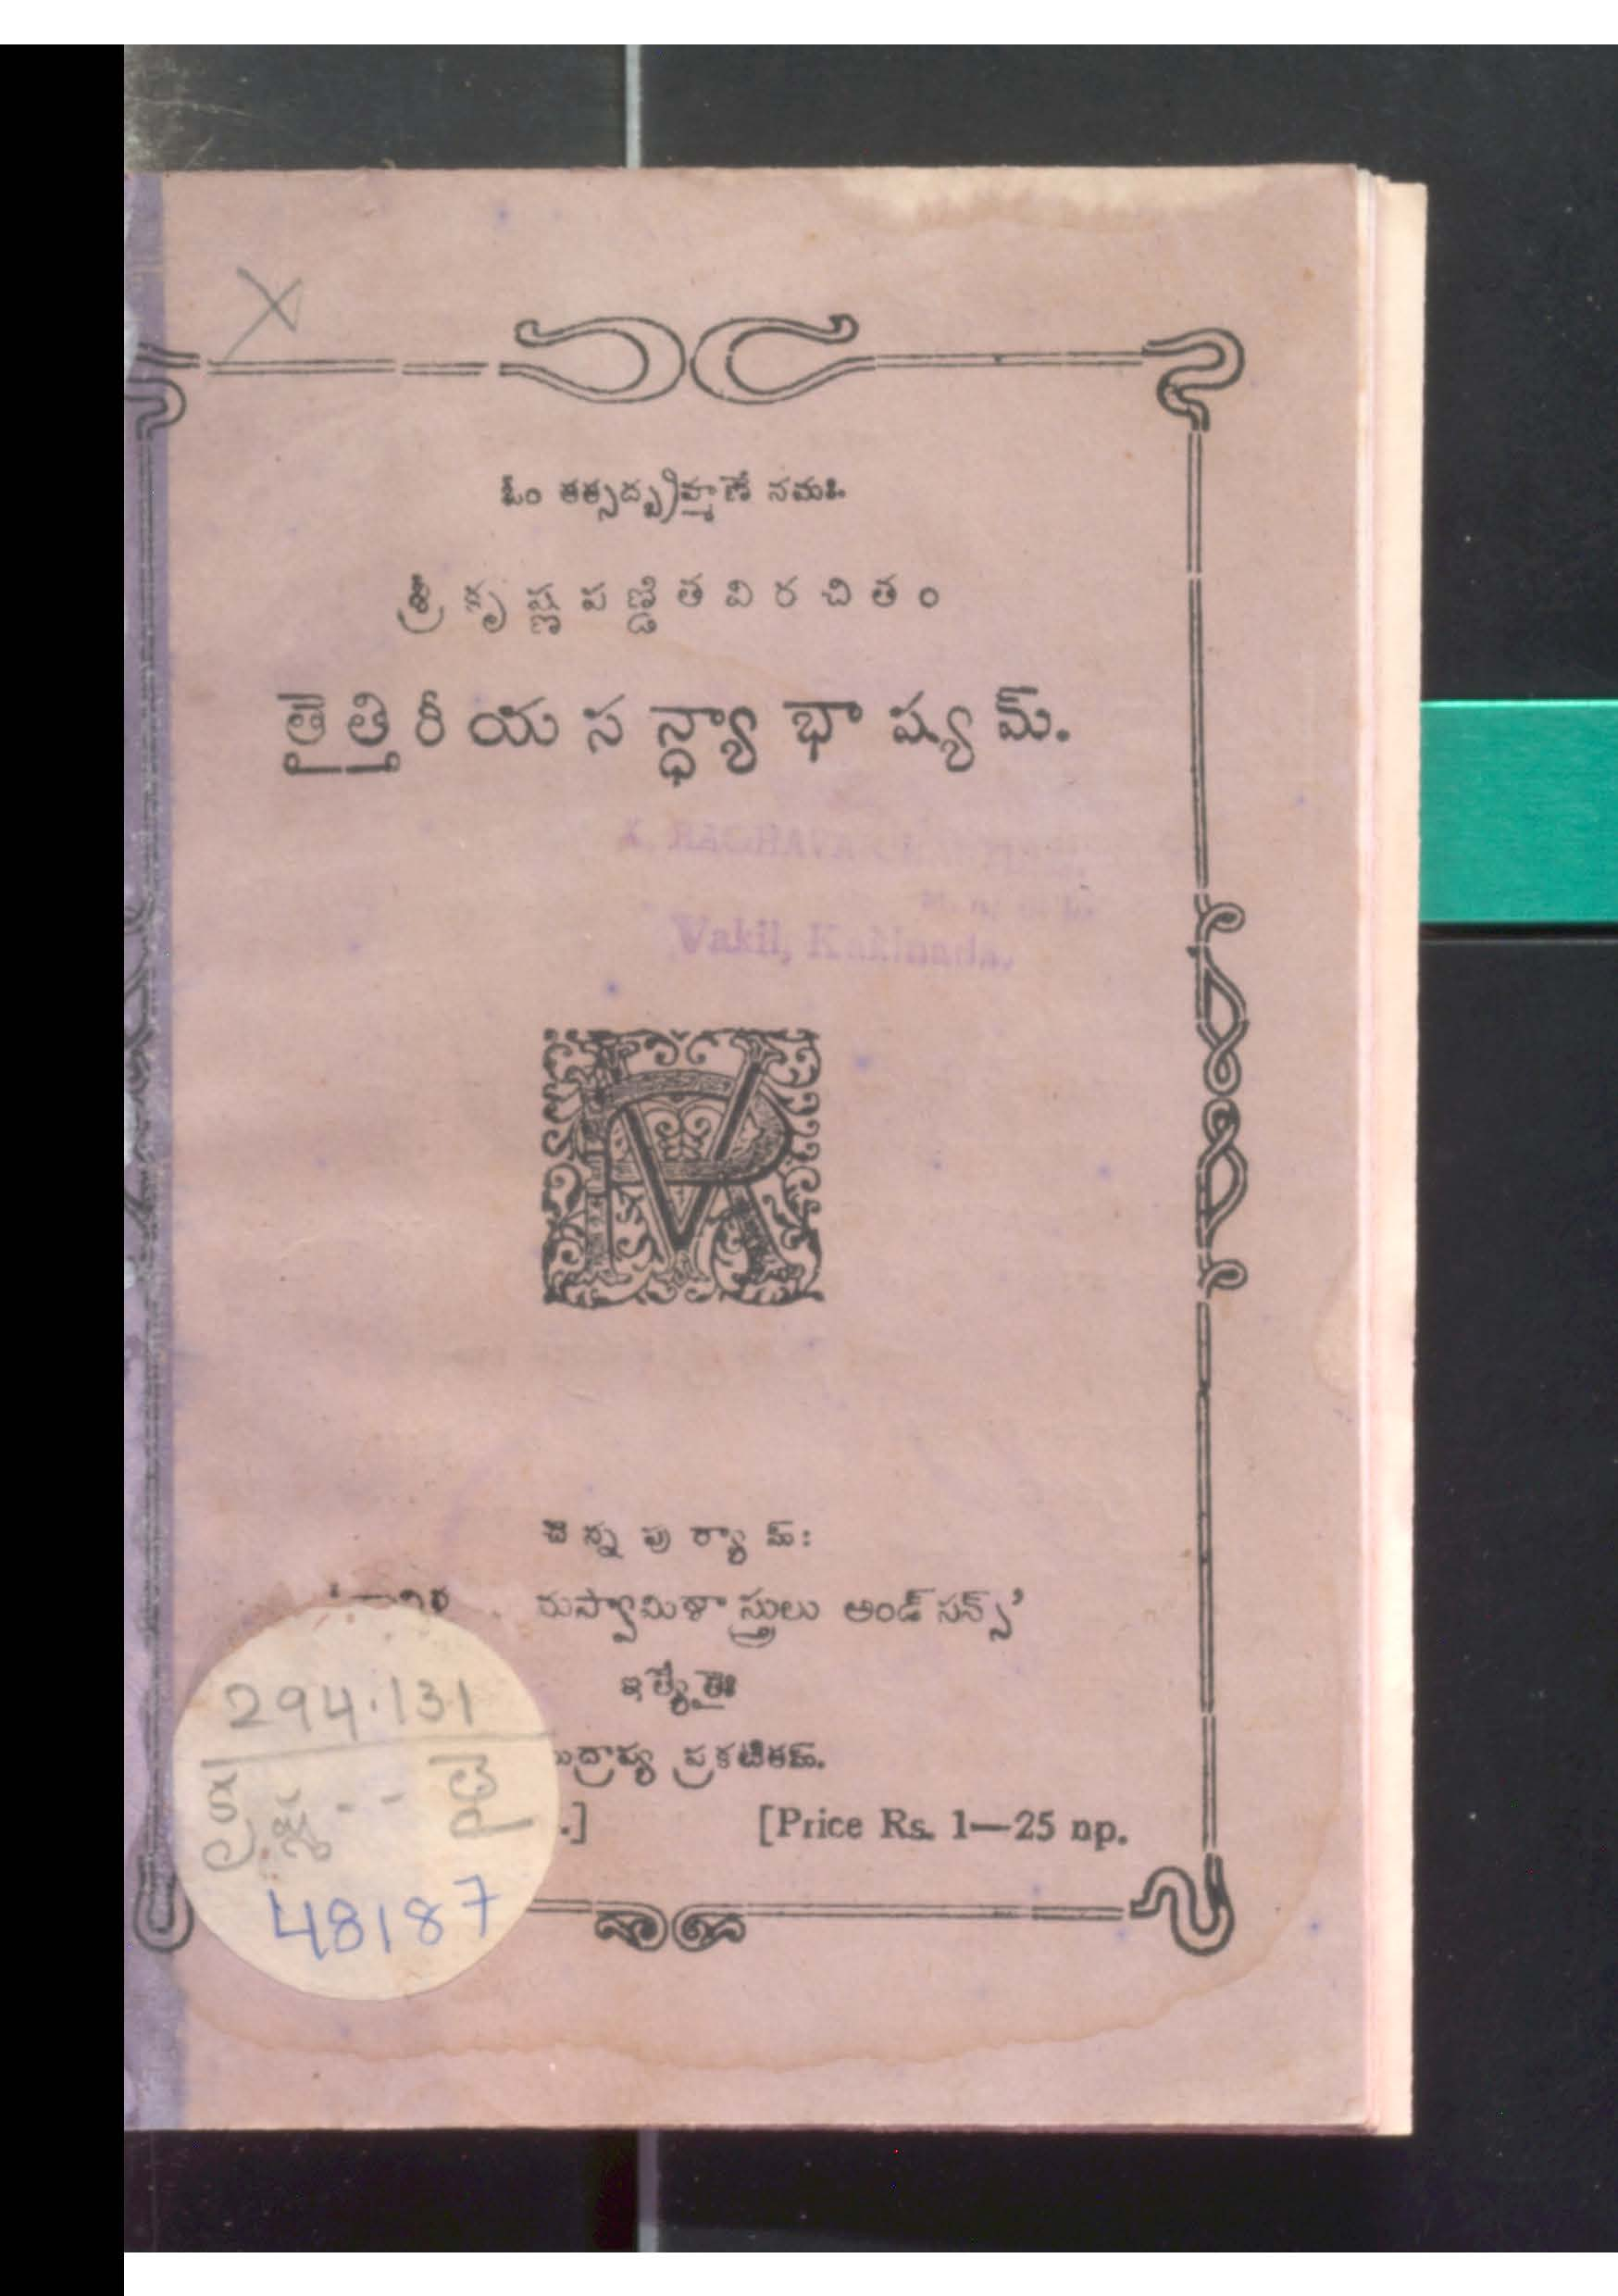 ఓం తత్సద్బ్రహ్మణే నమః
శ్రీకృష్ణపణ్డితవిరచితం
తైత్తిరీయసన్ధ్యాభాష్యమ్.
Vakil, Kakinada.
చెన్నపుర్యామ్:
రుస్వామిశాస్త్రులు అండ్ సన్స్'
ఇత్యేతైః
ముద్రాప్య ప్రకటితమ్.
.] [Price Rs. 1—25 np.
294.131
48187